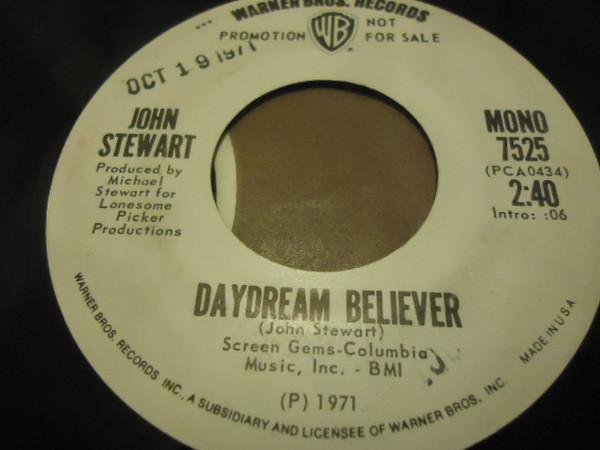 WARNER BROS. RECORDS
PROMOTION WB NOT
FOR SALE
OCT 19 1971
JOHN
STEWART
Produced by
Michael
Stewart for
Lonesome
Picker
Productions
MONO
7525
(PCA0434)
2:40
Intro: :06
DAYDREAM BELIEVER
(John Stewart)
Screen Gems-Columbia
Music, Inc. - BMI
(P) 1971
WARNER BROS. RECORDS INC., A SUBSIDIARY AND LICENSEE OF WARNER BROS. INC.
MADE IN U.S.A.